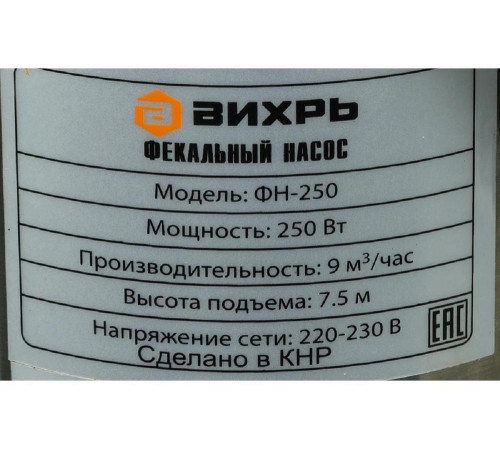 ВИХРЬ
ФЕКАЛЬНЫЙ НАСОС
Модель: ФН-250
Мощность: 250 Вт
Производительность: 9 м³/час
Высота подъема: 7.5 м
Напряжение сети: 220-230 В
Сделано в КНР
EAC